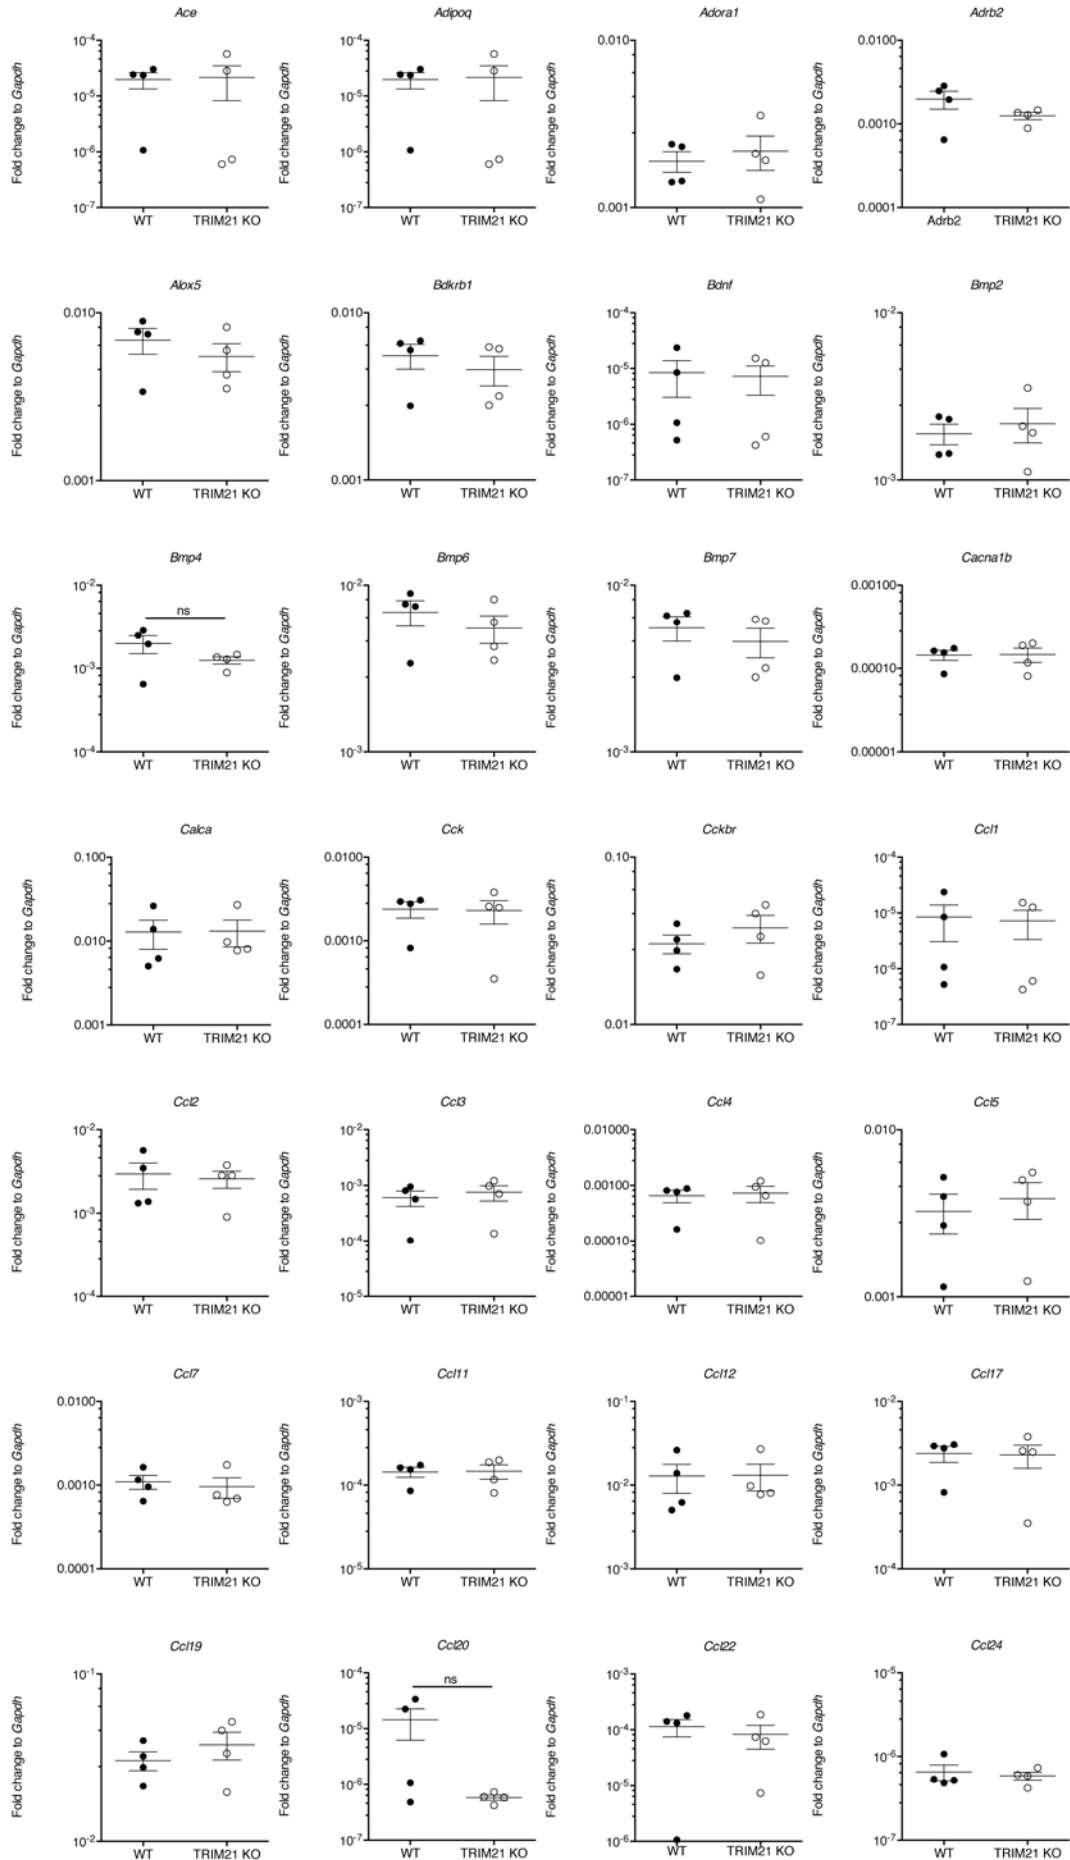 Ace Adipoq Adora1 Adrb2
Fold change to Gapdh 10-4 10-5 10-6 10-7 WT TRIM21 KO
Fold change to Gapdh 10-4 10-5 10-6 10-7 WT TRIM21 KO
Fold change to Gapdh 0.010 0.001 WT TRIM21 KO
Fold change to Gapdh 0.0100 0.0010 0.0001 Adrb2 TRIM21 KO
Alox5 Bdkrb1 Bdnf Bmp2
Fold change to Gapdh 0.010 0.001 WT TRIM21 KO
Fold change to Gapdh 0.010 0.001 WT TRIM21 KO
Fold change to Gapdh 10-4 10-5 10-6 10-7 WT TRIM21 KO
Fold change to Gapdh 10-2 10-3 WT TRIM21 KO
Bmp4 Bmp6 Bmp7 Cacna1b
Fold change to Gapdh 10-2 10-3 10-4 ns WT TRIM21 KO
Fold change to Gapdh 10-2 10-3 WT TRIM21 KO
Fold change to Gapdh 10-2 10-3 WT TRIM21 KO
Fold change to Gapdh 0.00100 0.00010 0.00001 WT TRIM21 KO
Calca Cck Cckbr Ccl1
Fold change to Gapdh 0.100 0.010 0.001 WT TRIM21 KO
Fold change to Gapdh 0.0100 0.0010 0.0001 WT TRIM21 KO
Fold change to Gapdh 0.10 0.01 WT TRIM21 KO
Fold change to Gapdh 10-4 10-5 10-6 10-7 WT TRIM21 KO
Ccl2 Ccl3 Ccl4 Ccl5
Fold change to Gapdh 10-2 10-3 10-4 WT TRIM21 KO
Fold change to Gapdh 10-2 10-3 10-4 10-5 WT TRIM21 KO
Fold change to Gapdh 0.01000 0.00100 0.00010 0.00001 WT TRIM21 KO
Fold change to Gapdh 0.010 0.001 WT TRIM21 KO
Ccl7 Ccl11 Ccl12 Ccl17
Fold change to Gapdh 0.0100 0.0010 0.0001 WT TRIM21 KO
Fold change to Gapdh 10-3 10-4 10-5 WT TRIM21 KO
Fold change to Gapdh 10-1 10-2 10-3 WT TRIM21 KO
Fold change to Gapdh 10-2 10-3 10-4 WT TRIM21 KO
Ccl19 Ccl20 Ccl22 Ccl24
Fold change to Gapdh 10-1 10-2 WT TRIM21 KO
Fold change to Gapdh 10-4 10-5 10-6 10-7 ns WT TRIM21 KO
Fold change to Gapdh 10-3 10-4 10-5 10-6 WT TRIM21 KO
Fold change to Gapdh 10-5 10-6 10-7 WT TRIM21 KO